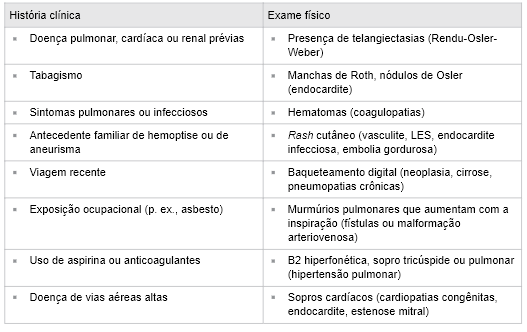 História clínica
Exame físico
Doença pulmonar, cardíaca ou renal prévias
Presença de telangiectasias (Rendu-Osler-
Weber)
Tabagismo
Manchas de Roth, nódulos de Osler
(endocardite)
Sintomas pulmonares ou infecciosos
Hematomas (coagulopatias)
Antecedente familiar de hemoptise ou de
aneurisma
Rash cutâneo (vasculite, LES, endocardite
infecciosa, embolia gordurosa)
Viagem recente
Baqueteamento digital (neoplasia, cirrose,
pneumopatias crônicas)
Exposição ocupacional (p. ex., asbesto)
Murmúrios pulmonares que aumentam com a
inspiração (fístulas ou malformação
arteriovenosa)
Uso de aspirina ou anticoagulantes
B2 hiperfonética, sopro tricúspide ou pulmonar
(hipertensão pulmonar)
Doença de vias aéreas altas
Sopros cardíacos (cardiopatias congênitas,
endocardite, estenose mitral)